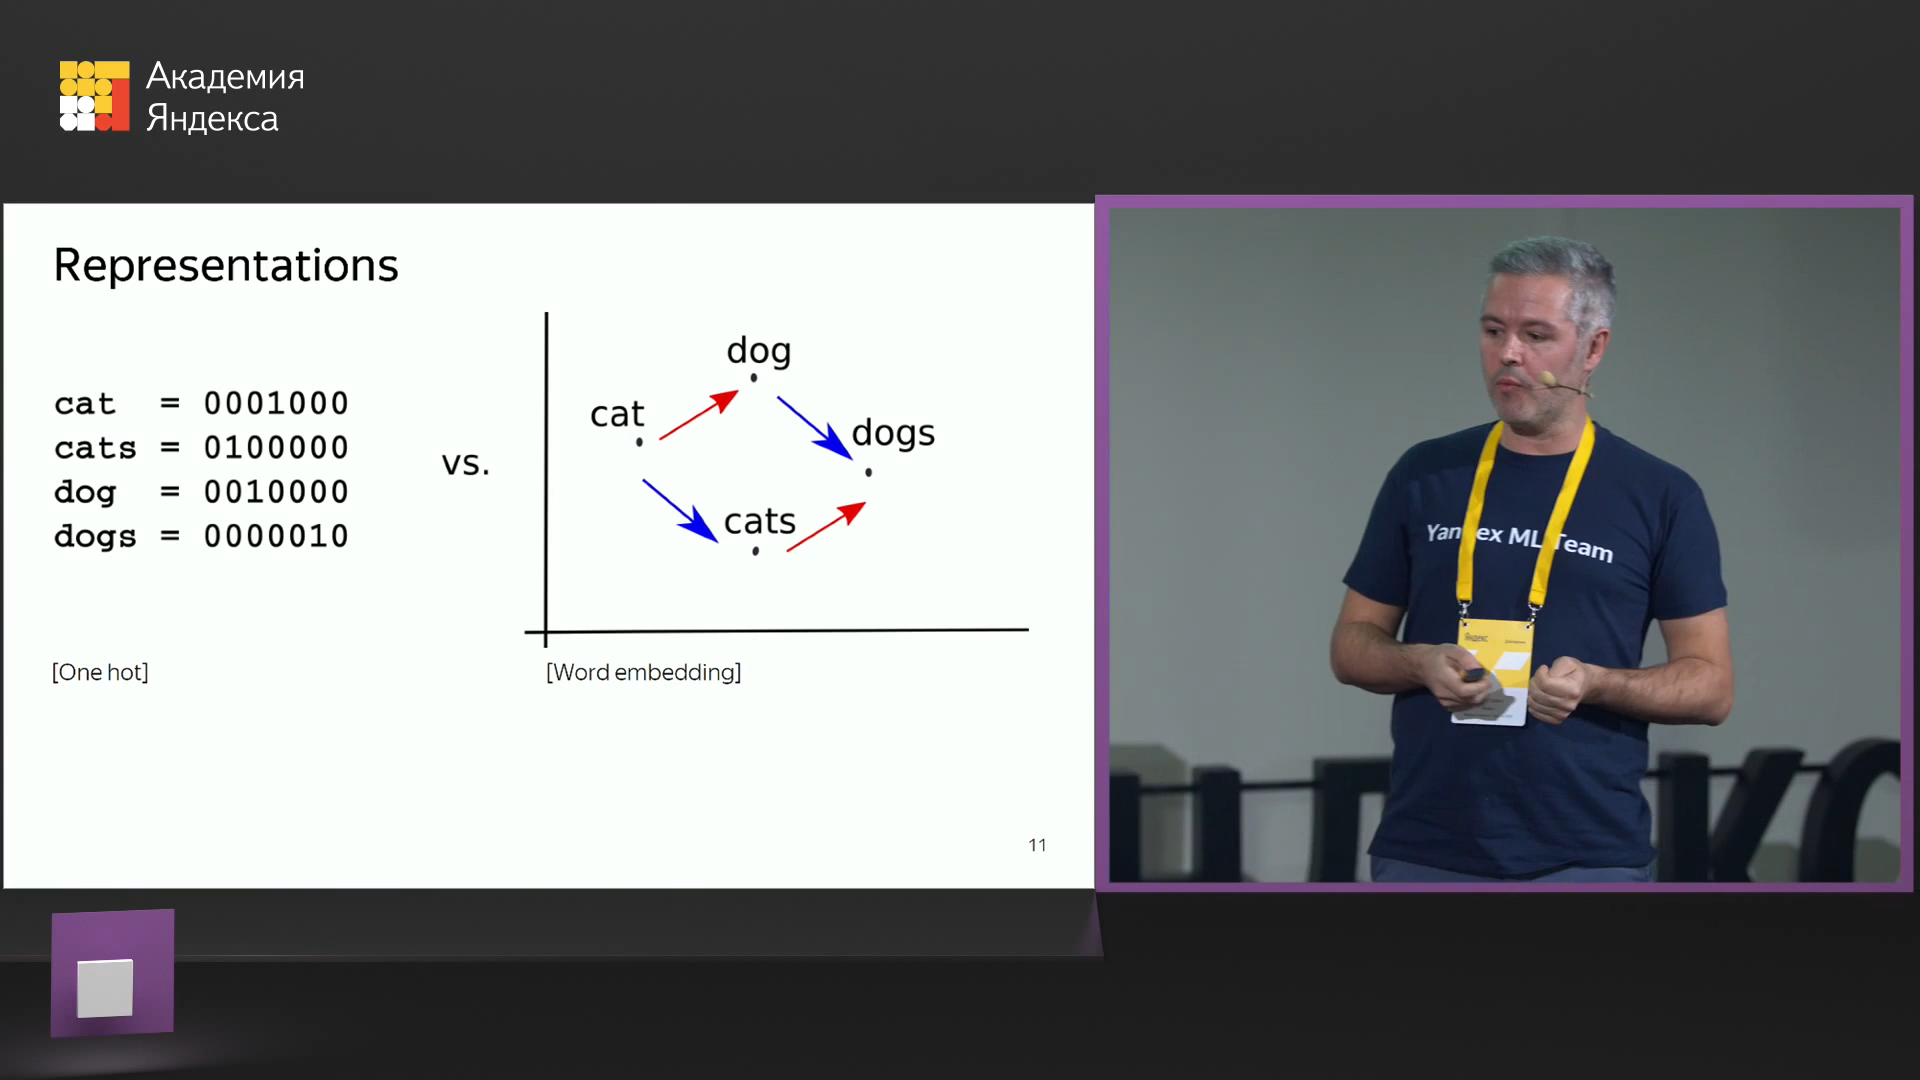 Академия
Яндекса
Representations
cat = 0001000
cats = 0100000
dog = 0010000
dogs = 0000010
vs.
dog
cat
dogs
cats
[One hot]
[Word embedding]
11
Yandex ML Team
Яндекс